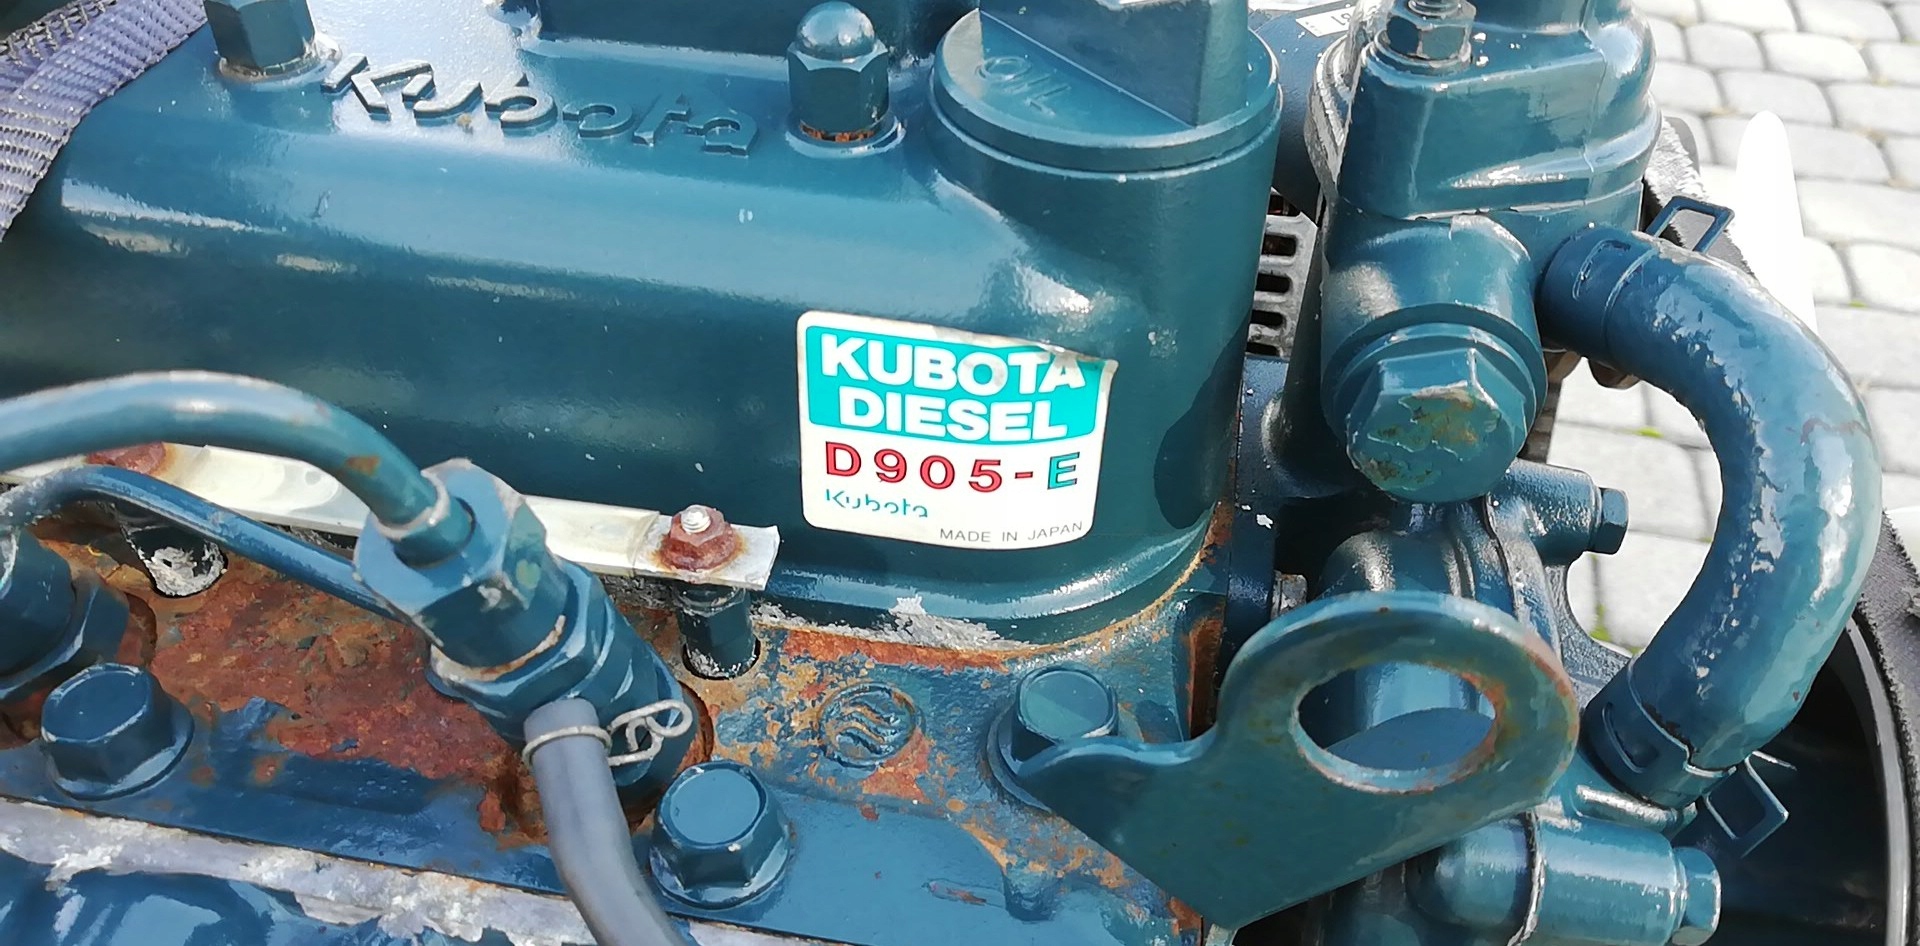 Kubota
OIL
KUBOTA
DIESEL
D905-E
Kubota
MADE IN JAPAN